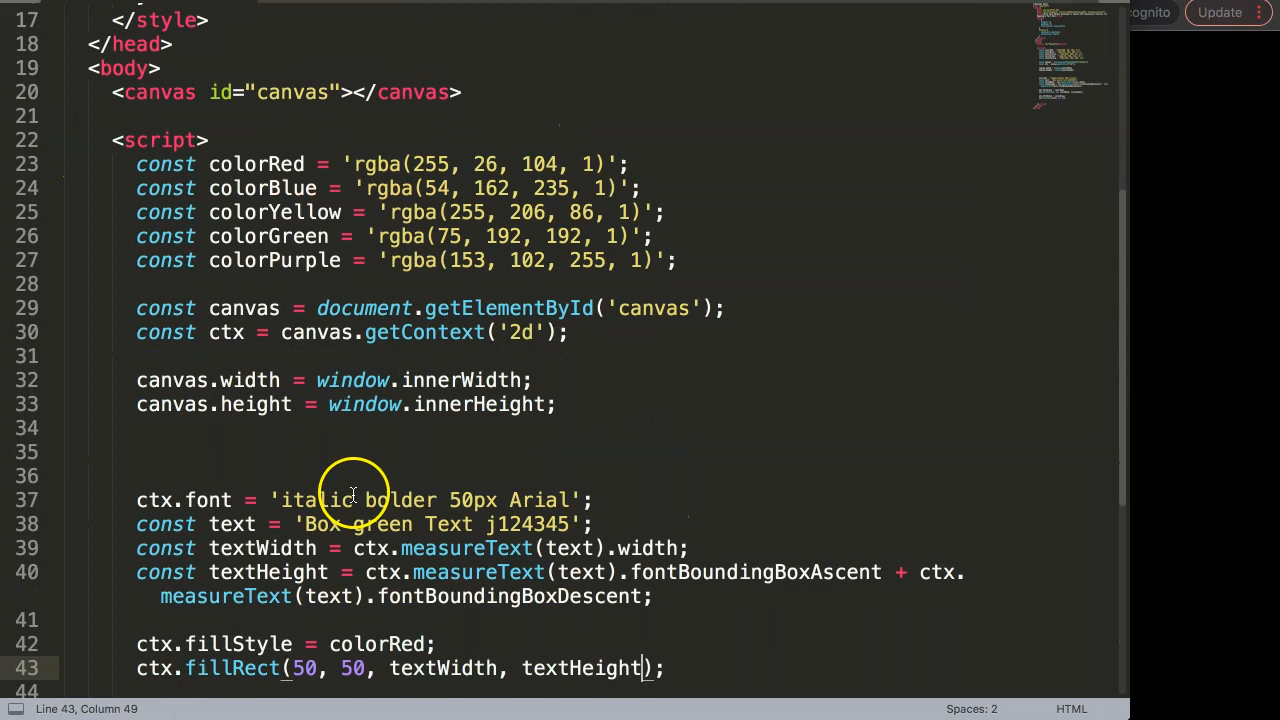 17 </style>
18 </head>
19 <body>
20 <canvas id="canvas"></canvas>
21
22 <script>
23 const colorRed = 'rgba(255, 26, 104, 1)';
24 const colorBlue = 'rgba(54, 162, 235, 1)';
25 const colorYellow = 'rgba(255, 206, 86, 1)';
26 const colorGreen = 'rgba(75, 192, 192, 1)';
27 const colorPurple = 'rgba(153, 102, 255, 1)';
28
29 const canvas = document.getElementById('canvas');
30 const ctx = canvas.getContext('2d');
31
32 canvas.width = window.innerWidth;
33 canvas.height = window.innerHeight;
34
35
36
37 ctx.font = 'italic bolder 50px Arial';
38 const text = 'Box green Text j124345';
39 const textWidth = ctx.measureText(text).width;
40 const textHeight = ctx.measureText(text).fontBoundingBoxAscent + ctx.
measureText(text).fontBoundingBoxDescent;
41
42 ctx.fillStyle = colorRed;
43 ctx.fillRect(50, 50, textWidth, textHeight);
44
Line 43, Column 49
Spaces: 2
HTML
cognito
Update